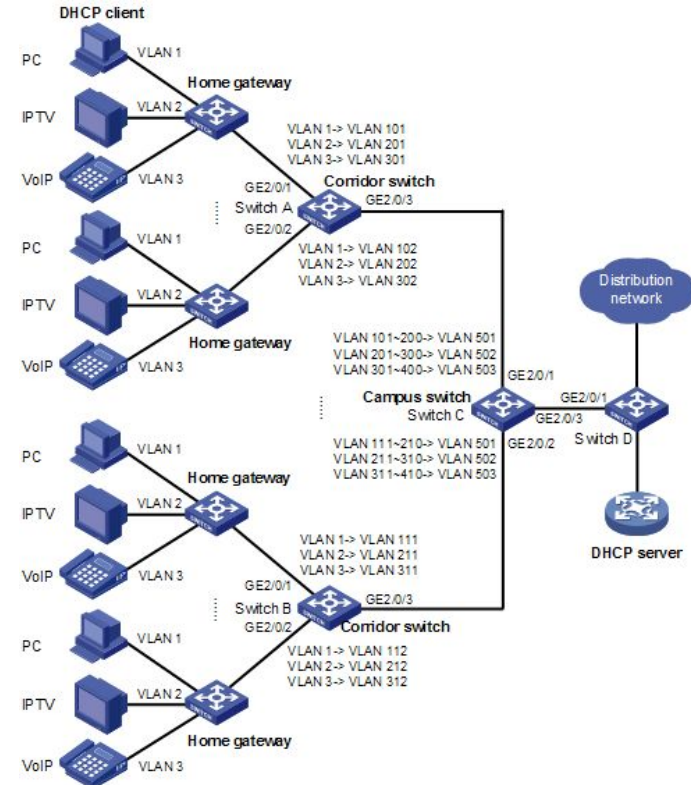 DHCP client
PC
VLAN 1
Home gateway
IPTV
VLAN 2
SWITCH
VLAN 1-> VLAN 101
VLAN 2-> VLAN 201
VLAN 3-> VLAN 301
VoIP
VLAN 3
GE2/0/1
Corridor switch
Switch A
GE2/0/3
SWITCH
GE2/0/2
PC
VLAN 1
VLAN 1-> VLAN 102
VLAN 2-> VLAN 202
VLAN 3-> VLAN 302
IPTV
VLAN 2
SWITCH
Home gateway
VoIP
VLAN 3
Distribution
network
VLAN 101~200-> VLAN 501
VLAN 201~300-> VLAN 502
VLAN 301~400-> VLAN 503
GE2/0/1
Campus switch
Switch C
SWITCH
GE2/0/1
GE2/0/3
SWITCH
Switch D
GE2/0/2
VLAN 111~210-> VLAN 501
VLAN 211~310-> VLAN 502
VLAN 311~410-> VLAN 503
DHCP server
PC
VLAN 1
Home gateway
IPTV
VLAN 2
SWITCH
VLAN 1-> VLAN 111
VLAN 2-> VLAN 211
VLAN 3-> VLAN 311
VoIP
VLAN 3
GE2/0/1
Switch B
GE2/0/3
SWITCH
GE2/0/2
Corridor switch
PC
VLAN 1
VLAN 1-> VLAN 112
VLAN 2-> VLAN 212
VLAN 3-> VLAN 312
IPTV
VLAN 2
SWITCH
Home gateway
VoIP
VLAN 3